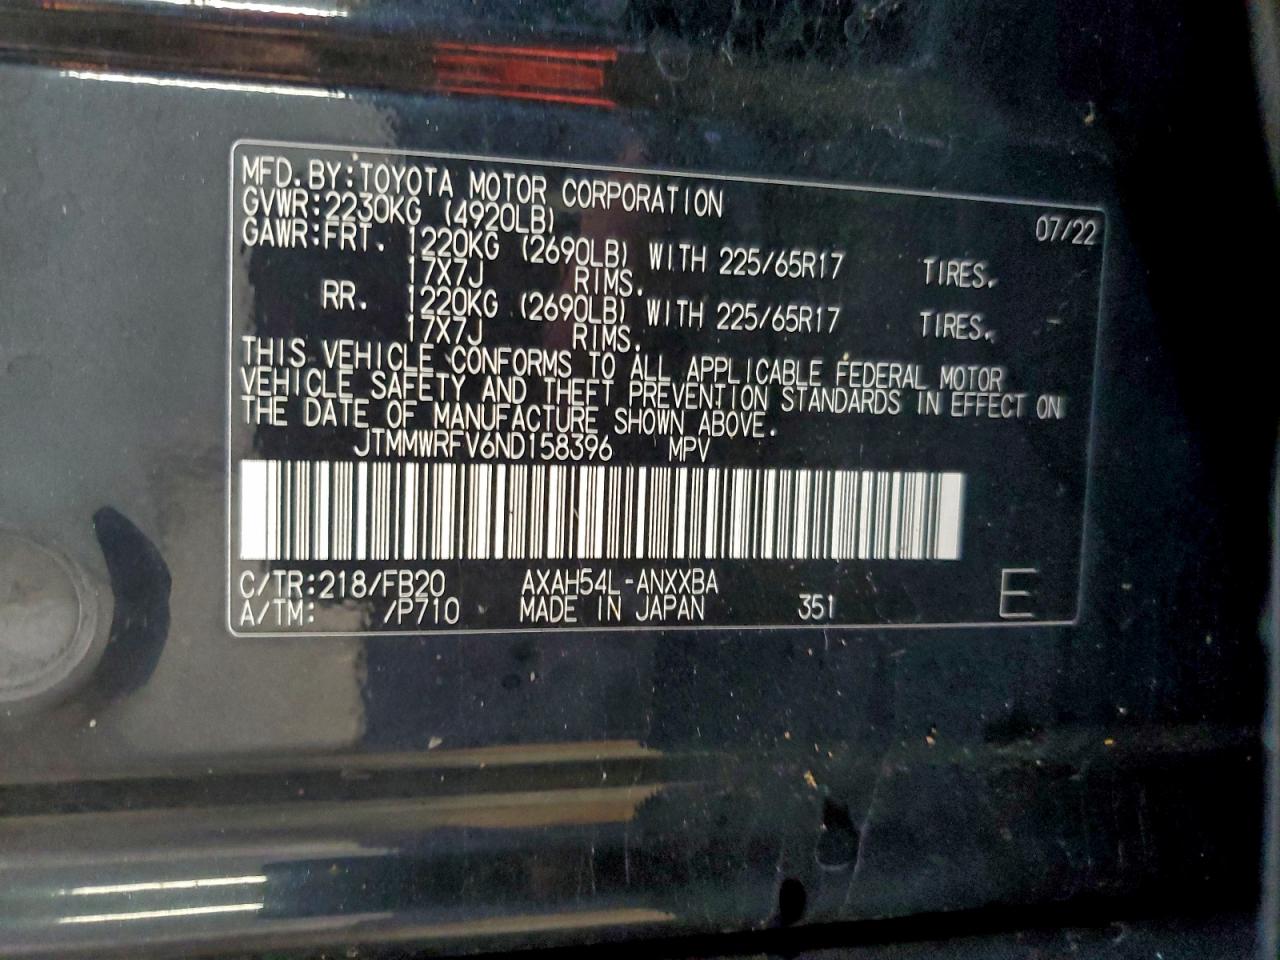 MFD.BY:TOYOTA MOTOR CORPORATION 07/22
GVWR:2230KG (4920LB)
GAWR:FRT. 1220KG (2690LB) WITH 225/65R17 TIRES.
17X7J RIMS.
RR. 1220KG (2690LB) WITH 225/65R17 TIRES.
17X7J RIMS.
THIS VEHICLE CONFORMS TO ALL APPLICABLE FEDERAL MOTOR
VEHICLE SAFETY AND THEFT PREVENTION STANDARDS IN EFFECT ON
THE DATE OF MANUFACTURE SHOWN ABOVE.
JTMMWRFV6ND158396 MPV
C/TR:218/FB20 AXAH54L-ANXXBA
A/TM: /P710 MADE IN JAPAN 351 E